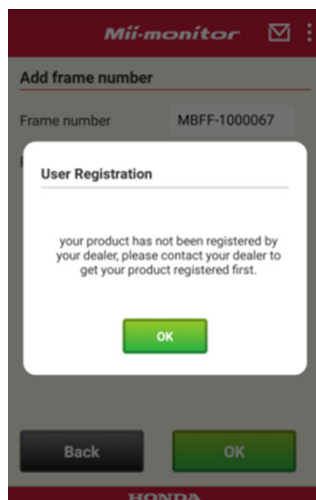 Mii-monitor
Add frame number
Frame number MBFF-1000067
User Registration
your product has not been registered by
your dealer, please contact your dealer to
get your product registered first.
OK
Back OK
HONDA